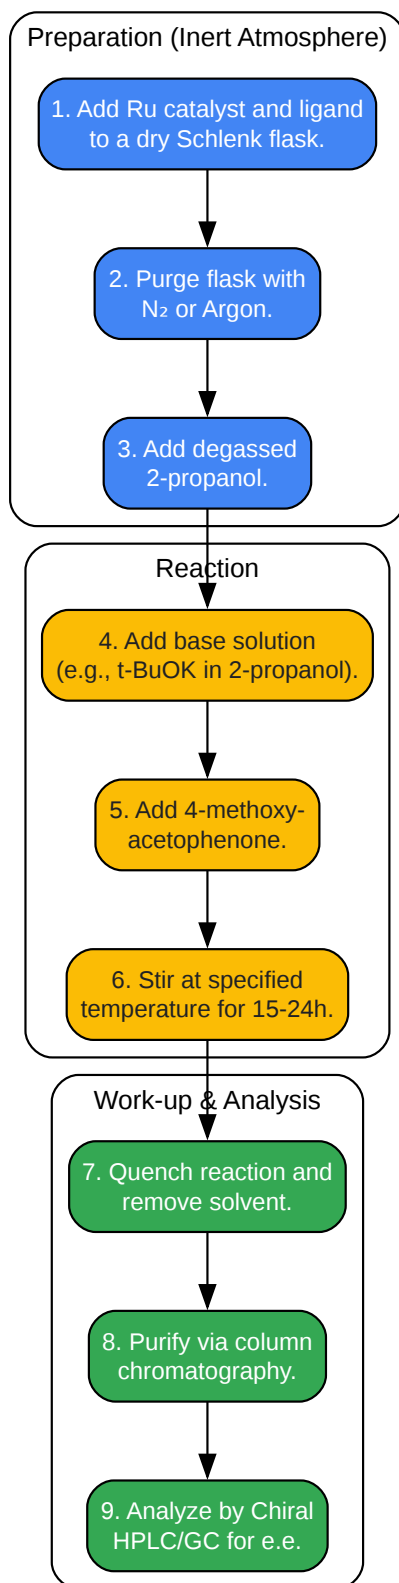 Preparation (Inert Atmosphere)
1. Add Ru catalyst and ligand
to a dry Schlenk flask.
2. Purge flask with
N₂ or Argon.
3. Add degassed
2-propanol.
Reaction
4. Add base solution
(e.g., t-BuOK in 2-propanol).
5. Add 4-methoxy-
acetophenone.
6. Stir at specified
temperature for 15-24h.
Work-up & Analysis
7. Quench reaction and
remove solvent.
8. Purify via column
chromatography.
9. Analyze by Chiral
HPLC/GC for e.e.